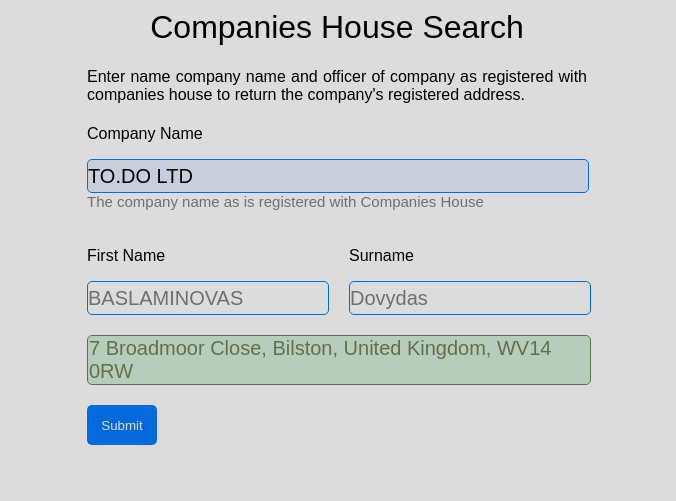 Companies House Search
Enter name company name and officer of company as registered with
companies house to return the company's registered address.
Company Name
TO.DO LTD
The company name as is registered with Companies House
First Name
Surname
BASLAMINOVAS
Dovydas
7 Broadmoor Close, Bilston, United Kingdom, WV14
0RW
Submit